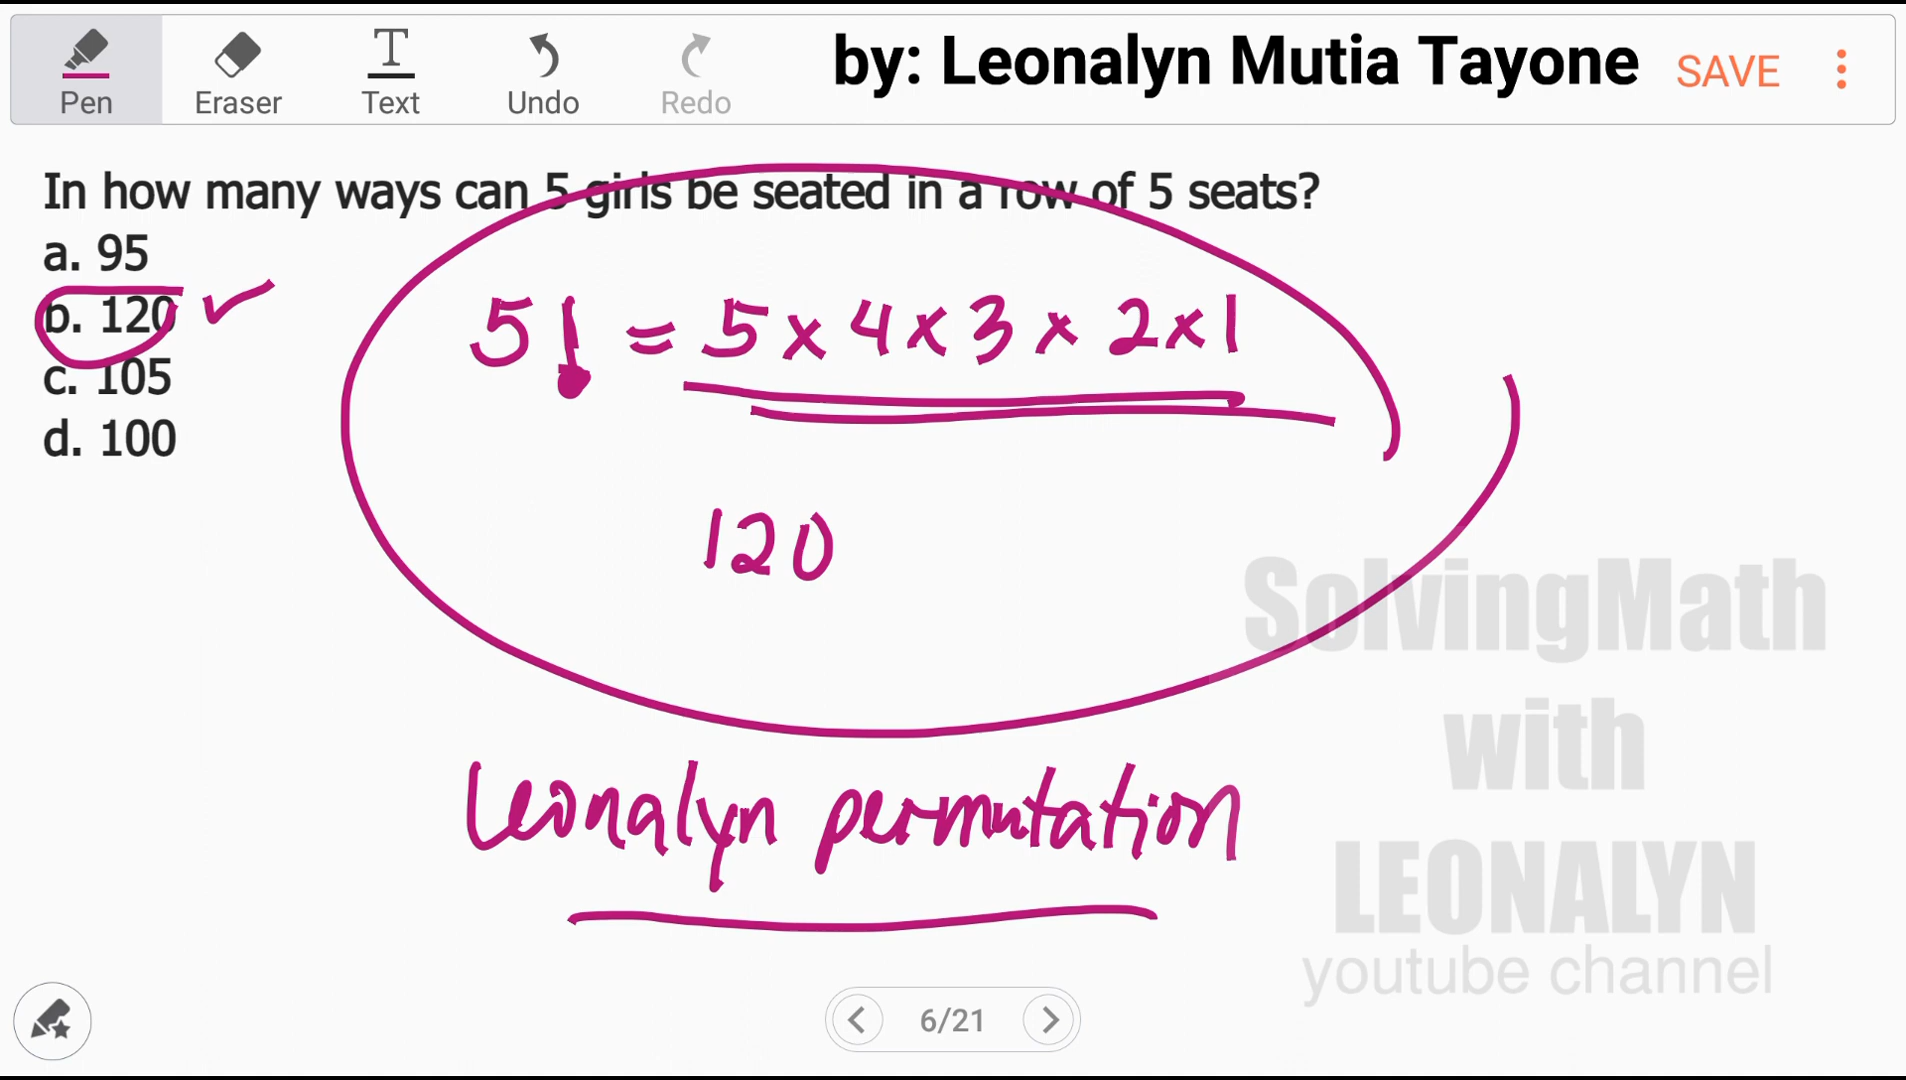 Pen
Eraser
Text
Undo
Redo
by: Leonalyn Mutia Tayone
SAVE
In how many ways can 5 girls be seated in a row of 5 seats?
a. 95
b. 120
c. 105
d. 100
5! = 5 x 4 x 3 x 2 x 1
120
Leonalyn permutation
SolvingMath
with
LEONALYN
youtube channel
6/21